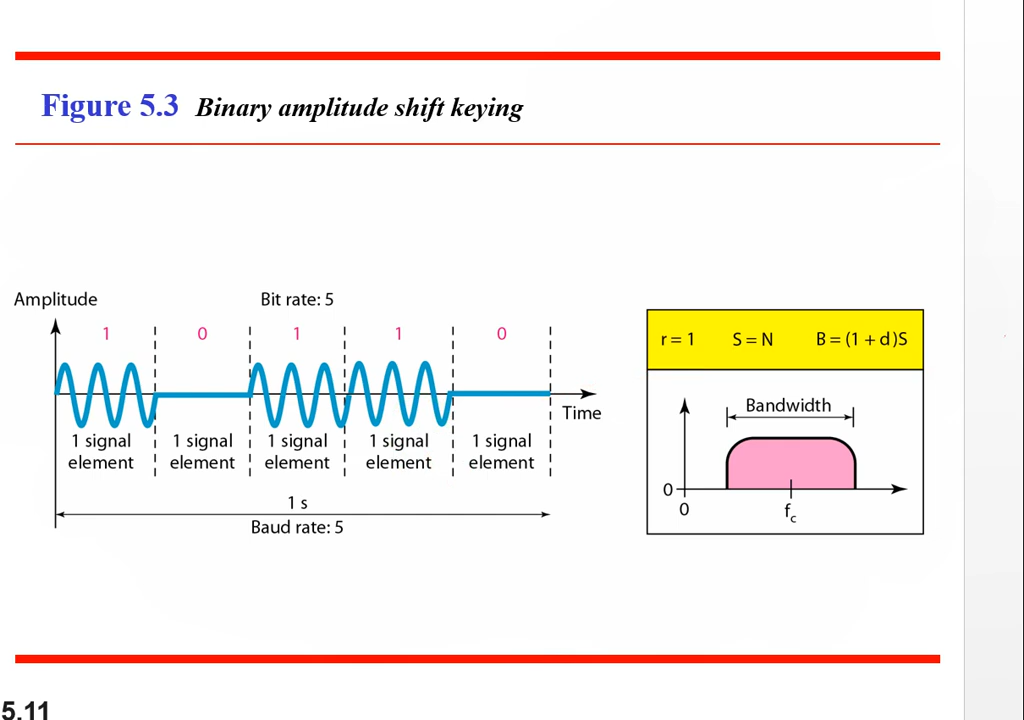 Figure 5.3 Binary amplitude shift keying
Amplitude
Bit rate: 5
1 0 1 1 0
Time
1 signal element
1 signal element
1 signal element
1 signal element
1 signal element
1 s
Baud rate: 5
r = 1 S = N B = (1 + d)S
Bandwidth
0
0
fc
5.11